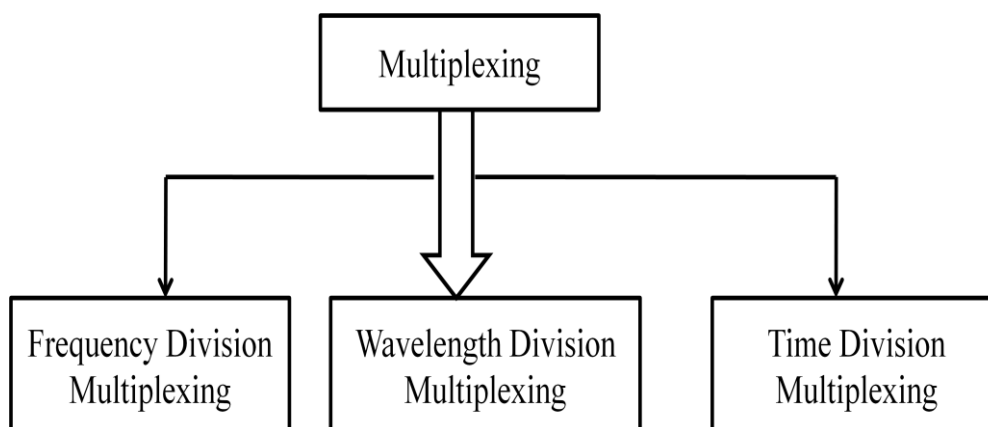 Multiplexing
Frequency Division
Multiplexing
Wavelength Division
Multiplexing
Time Division
Multiplexing